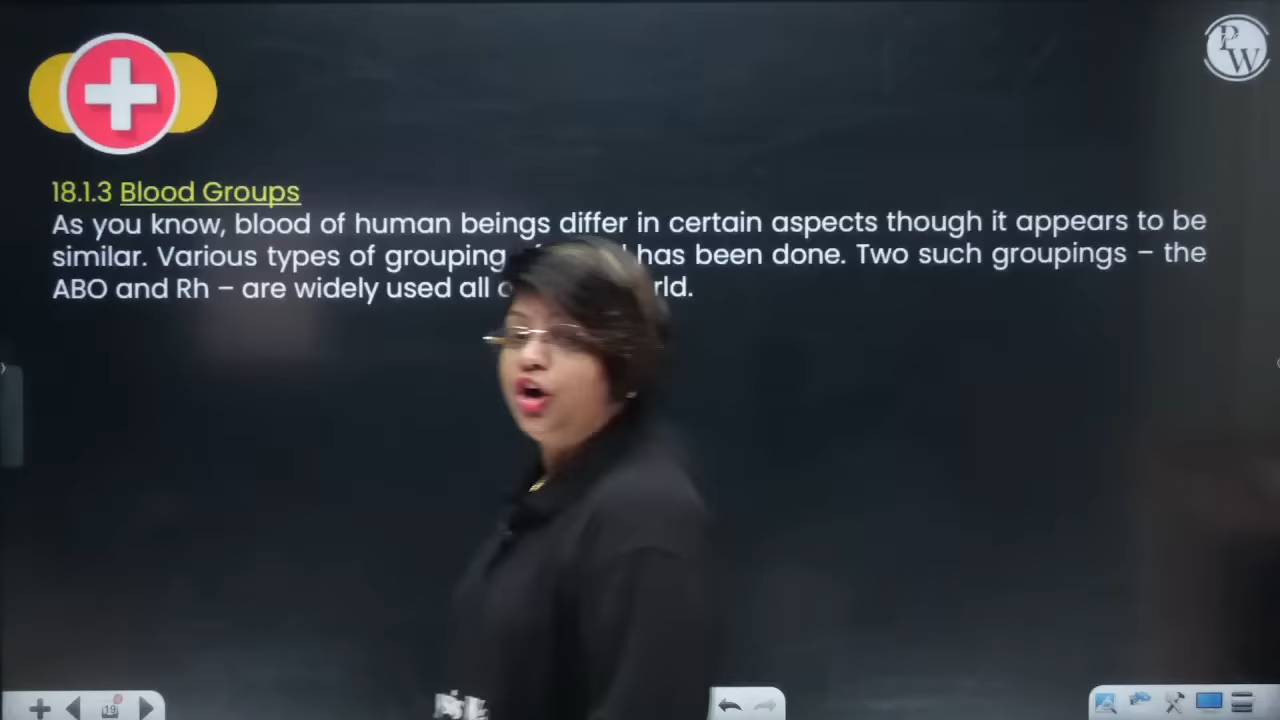 PW
18.1.3 Blood Groups
As you know, blood of human beings differ in certain aspects though it appears to be
similar. Various types of grouping has been done. Two such groupings – the
ABO and Rh – are widely used all
19